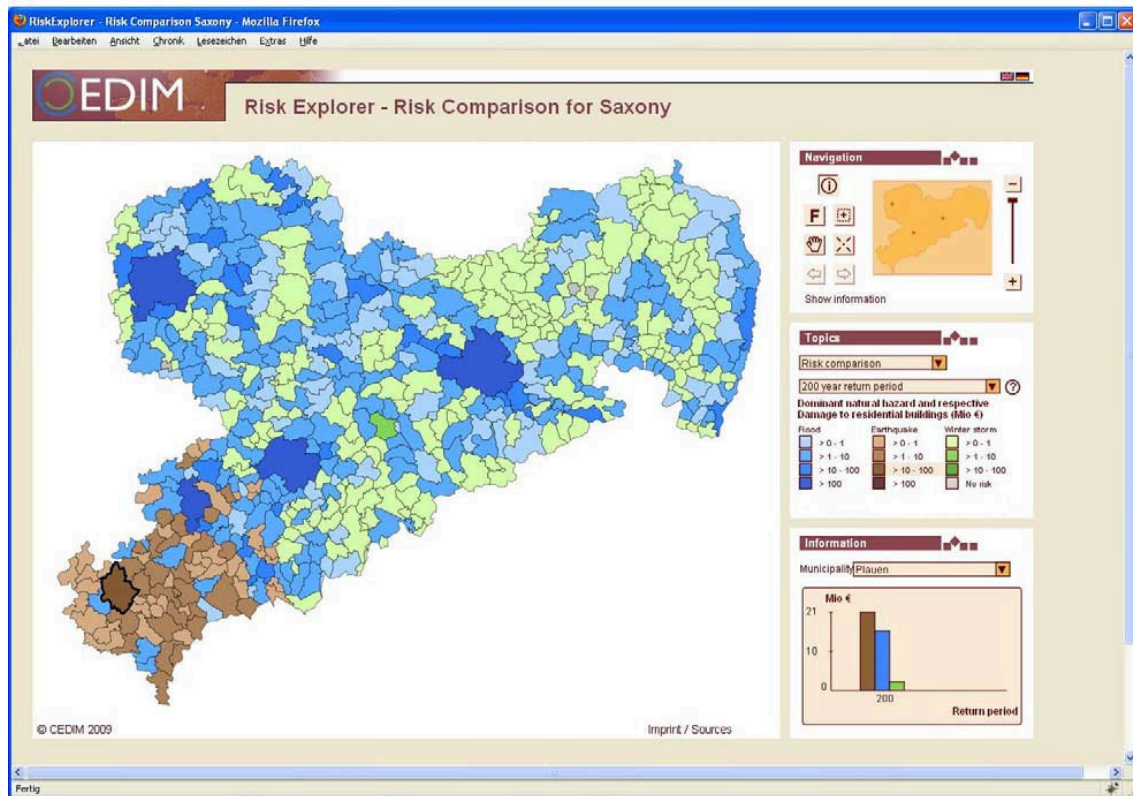 RiskExplorer - Risk Comparison Saxony - Mozilla Firefox
atei Bearbeiten Ansicht Chronik Lesezeichen Extras Hilfe
CEDIM
Risk Explorer - Risk Comparison for Saxony
Navigation
F
Show information
Topics
Risk comparison
200 year return period
?
Dominant natural hazard and respective
Damage to residential buildings (Mio €)
Flood Earthquake Winter storm
> 0 - 1 > 0 - 1 > 0 - 1
> 1 - 10 > 1 - 10 > 1 - 10
> 10 - 100 > 10 - 100 > 10 - 100
> 100 > 100 No risk
Information
Municipality Plauen
Mio €
21
10
0
200
Return period
© CEDIM 2009
Imprint / Sources
Fertig